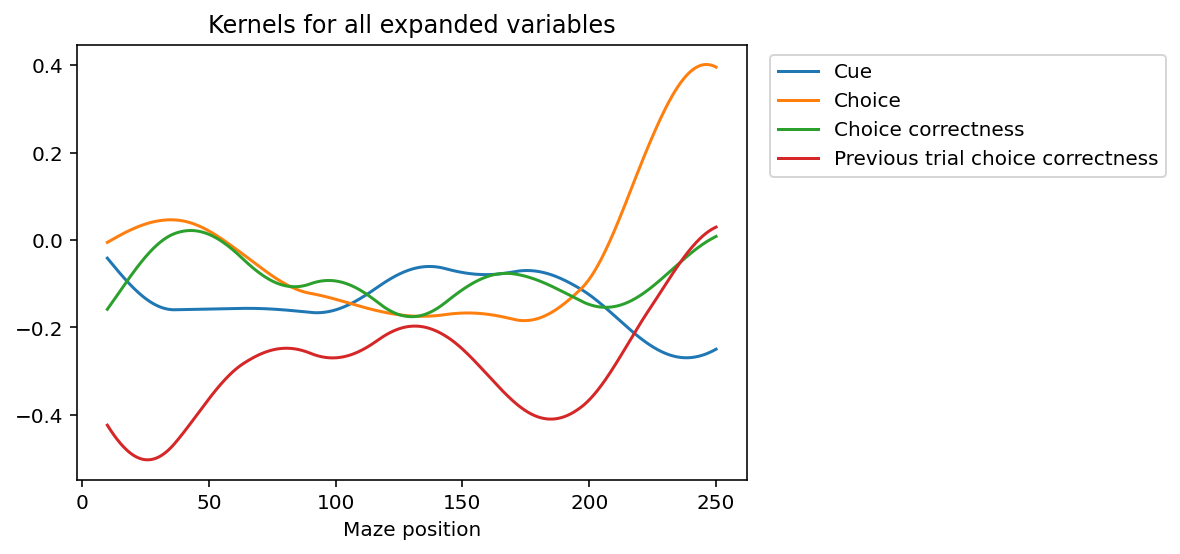 Kernels for all expanded variables
0.4
0.2
0.0
−0.2
−0.4
0 50 100 150 200 250
Maze position
Cue
Choice
Choice correctness
Previous trial choice correctness